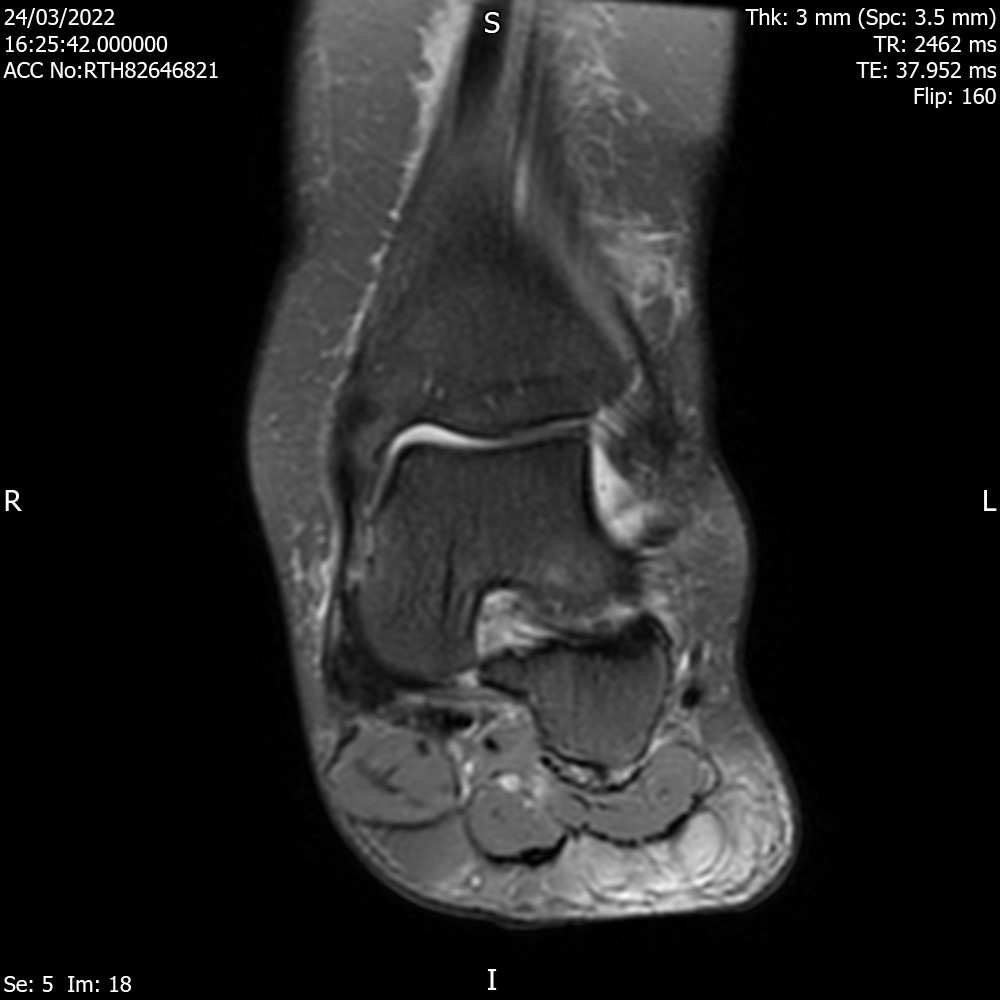 24/03/2022
16:25:42.000000
ACC No:RTH82646821
S
Thk: 3 mm (Spc: 3.5 mm)
TR: 2462 ms
TE: 37.952 ms
Flip: 160
R
L
Se: 5 Im: 18
I